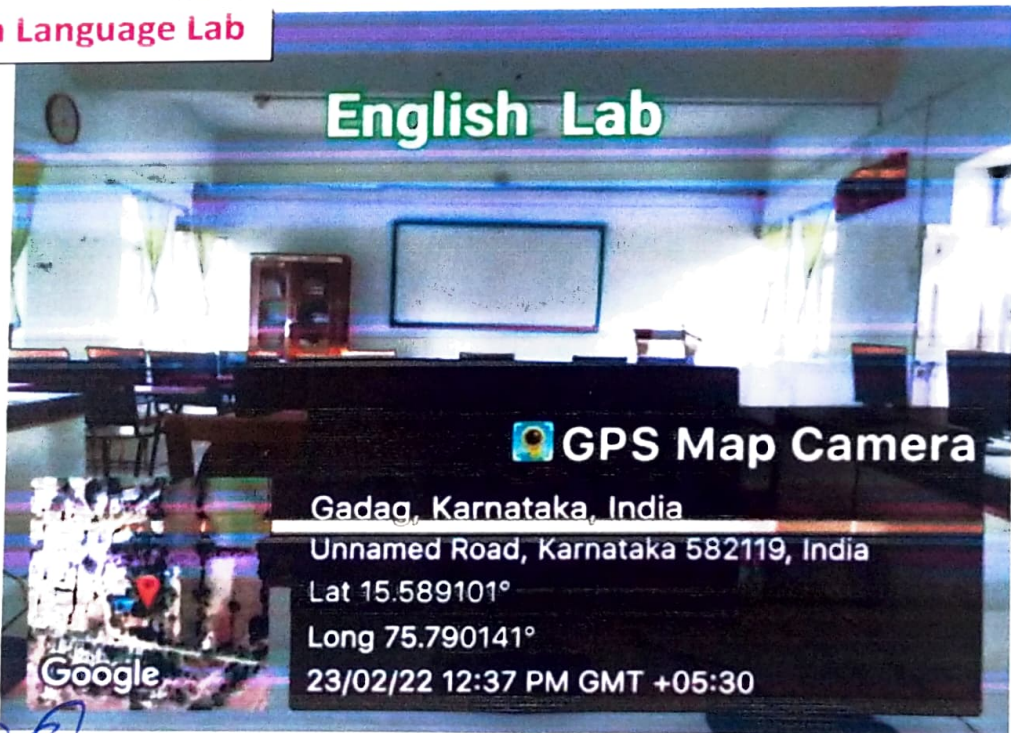 Language Lab
English Lab
GPS Map Camera
Gadag, Karnataka, India
Unnamed Road, Karnataka 582119, India
Lat 15.589101°
Long 75.790141°
23/02/22 12:37 PM GMT +05:30
Google